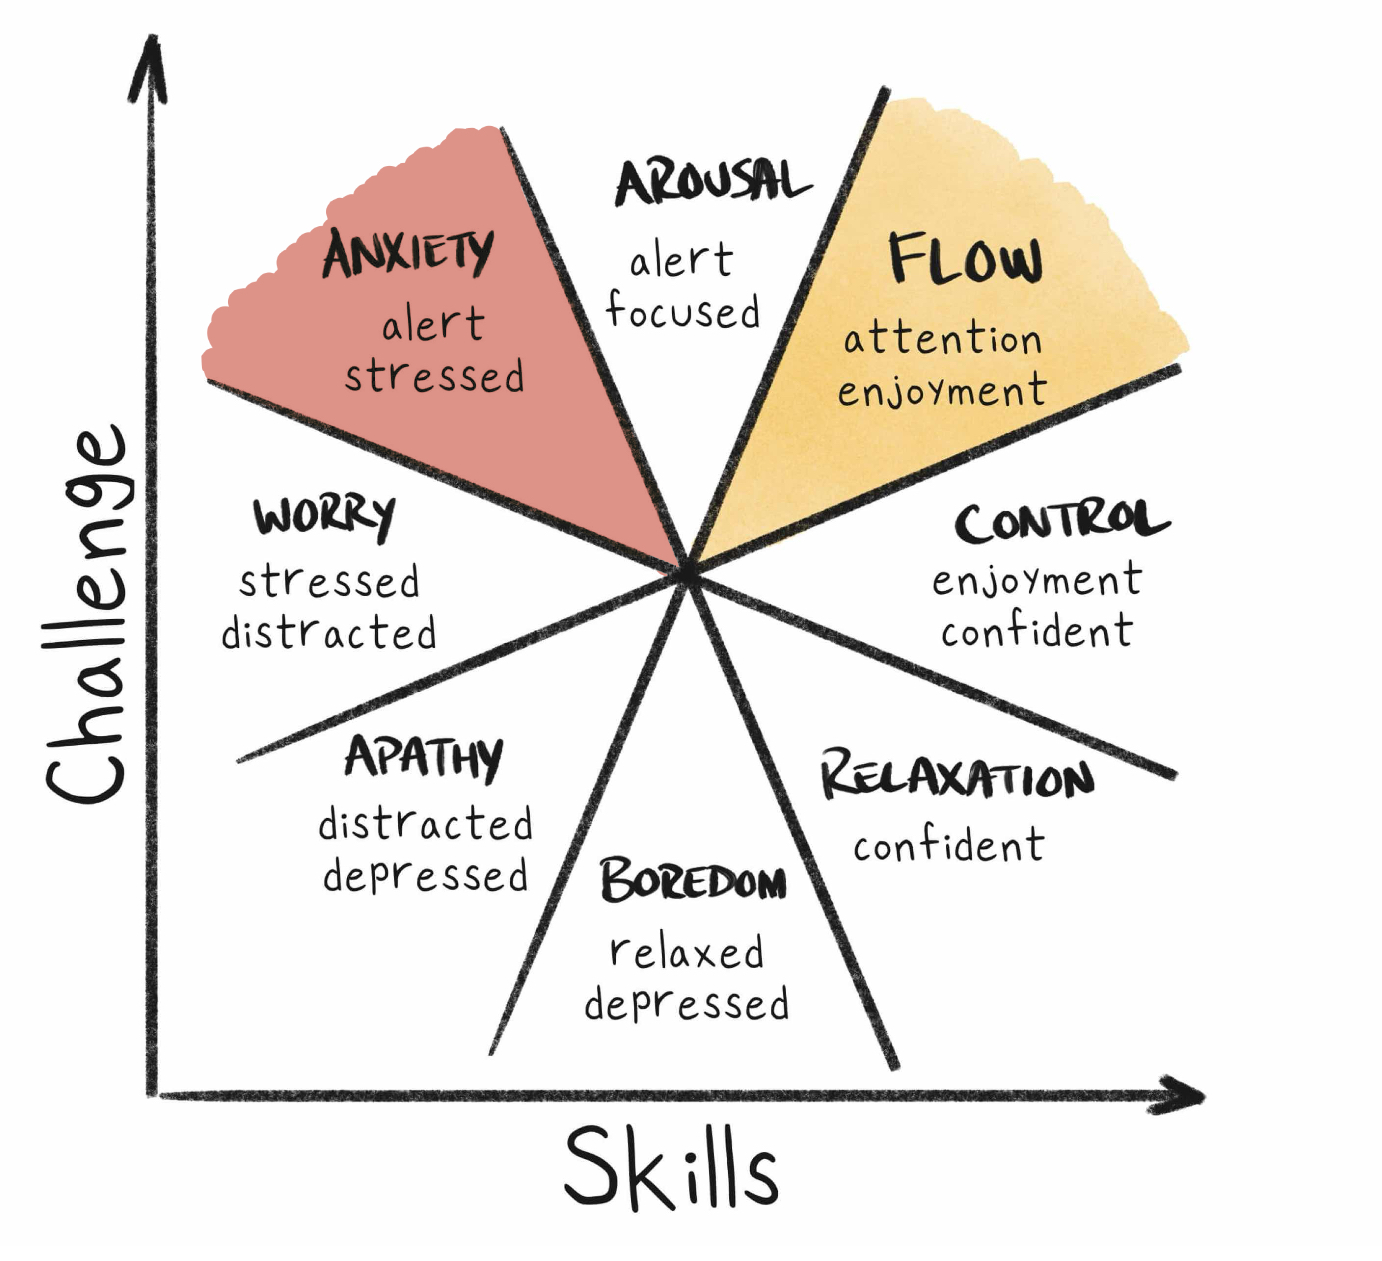 AROUSAL
alert
focused
ANXIETY
alert
stressed
FLOW
attention
enjoyment
WORRY
stressed
distracted
CONTROL
enjoyment
confident
APATHY
distracted
depressed
RELAXATION
confident
BOREDOM
relaxed
depressed
Challenge
Skills